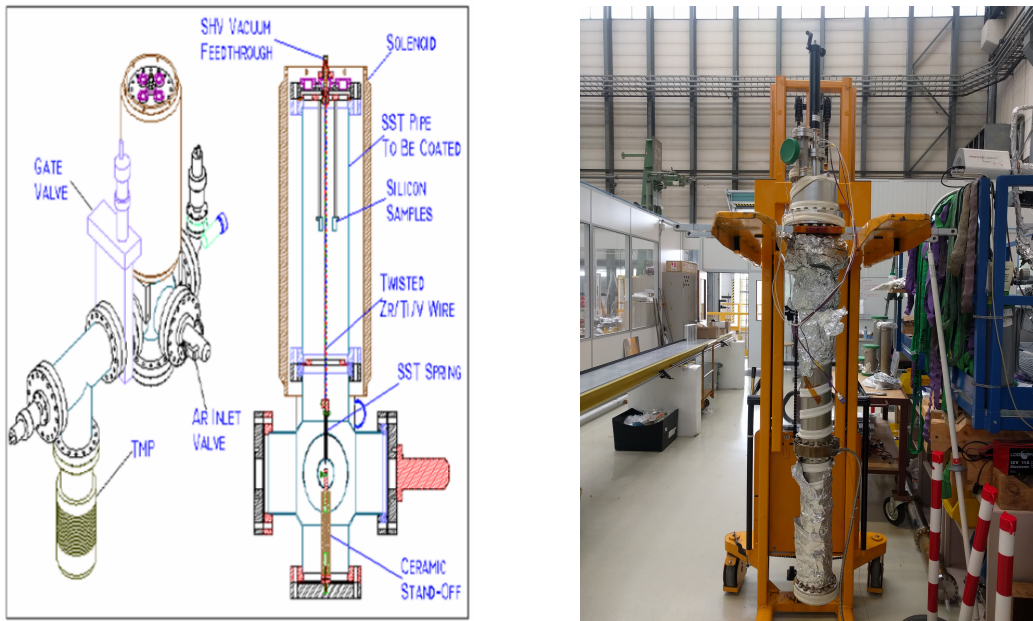 SHV VACUUM
FEEDTHROUGH
SOLENOID
SST PIPE
TO BE COATED
GATE
VALVE
SILICON
SAMPLES
TWISTED
ZR/TI/V WIRE
SST SPRING
AR INLET
VALVE
TMP
CERAMIC
STAND-OFF